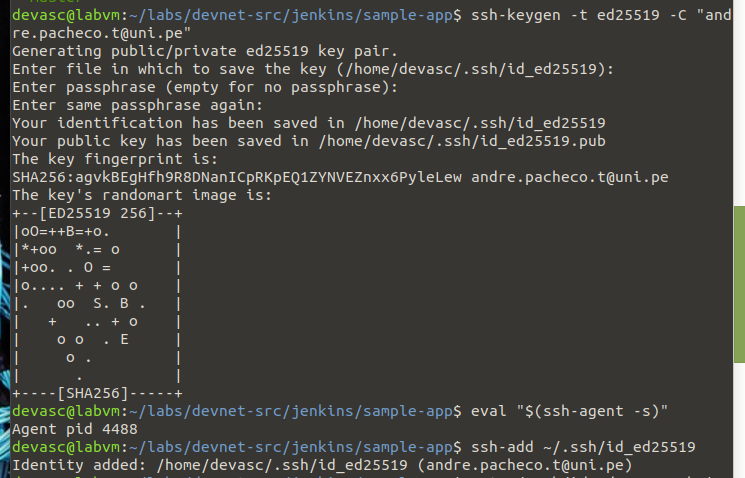 devasc@labvm:~/labs/devnet-src/jenkins/sample-app$ ssh-keygen -t ed25519 -C "and
re.pacheco.t@uni.pe"
Generating public/private ed25519 key pair.
Enter file in which to save the key (/home/devasc/.ssh/id_ed25519):
Enter passphrase (empty for no passphrase):
Enter same passphrase again:
Your identification has been saved in /home/devasc/.ssh/id_ed25519
Your public key has been saved in /home/devasc/.ssh/id_ed25519.pub
The key fingerprint is:
SHA256:agvkBEgHfh9R8DNanICpRKpEQ1ZYNVEZnxx6PyleLew andre.pacheco.t@uni.pe
The key's randomart image is:
+--[ED25519 256]--+
|oO=++B=+o.       |
|*+oo  *.= o      |
|+oo. . O =       |
|o.... + + o o    |
|.   oo  S. B .   |
|   +   .. + o    |
|    o o  . E     |
|     o .         |
|      .          |
+----[SHA256]-----+
devasc@labvm:~/labs/devnet-src/jenkins/sample-app$ eval "$(ssh-agent -s)"
Agent pid 4488
devasc@labvm:~/labs/devnet-src/jenkins/sample-app$ ssh-add ~/.ssh/id_ed25519
Identity added: /home/devasc/.ssh/id_ed25519 (andre.pacheco.t@uni.pe)